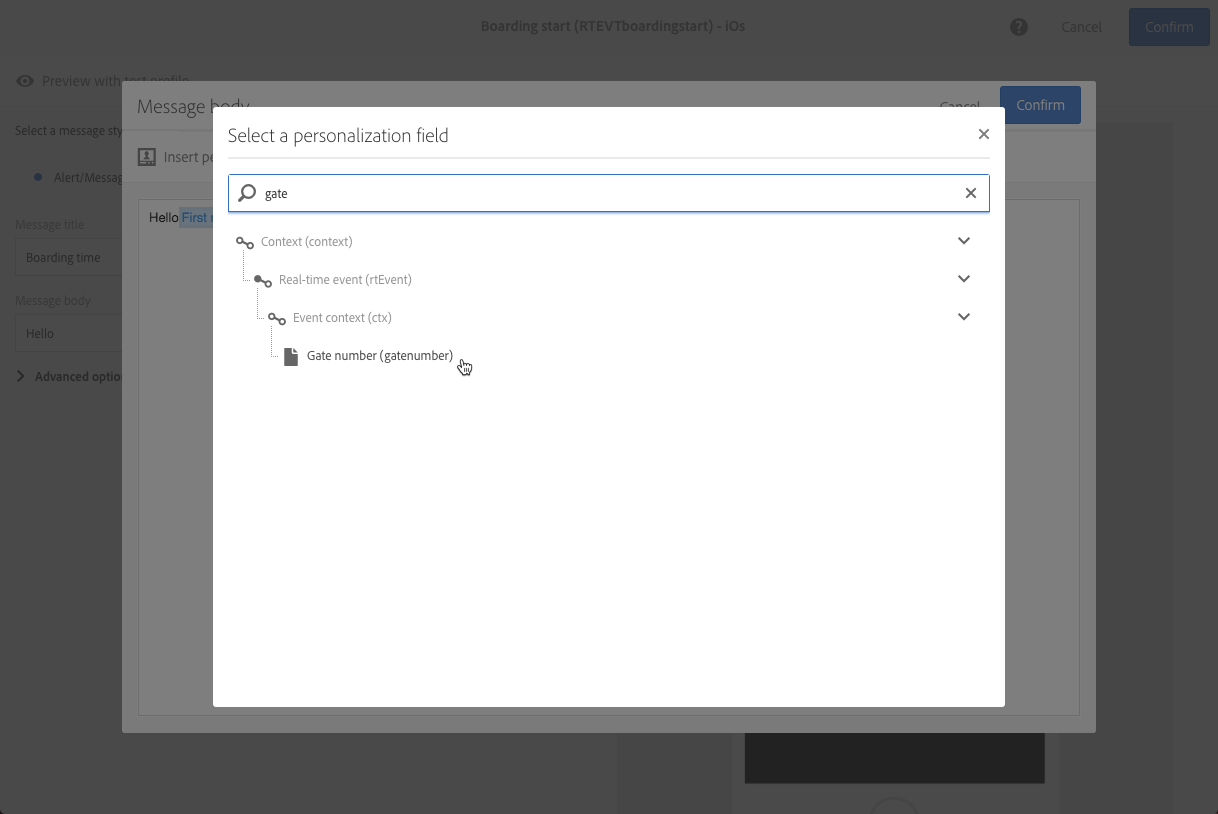 Boarding start (RTEVTboardingstart) - iOs
Cancel
Confirm
Preview with test profile
Message body
Cancel
Confirm
Select a message sty
Insert pe
Alert/Messag
Message title
Boarding time
Message body
Hello
Advanced optio
Hello First
Select a personalization field
gate
Context (context)
Real-time event (rtEvent)
Event context (ctx)
Gate number (gatenumber)